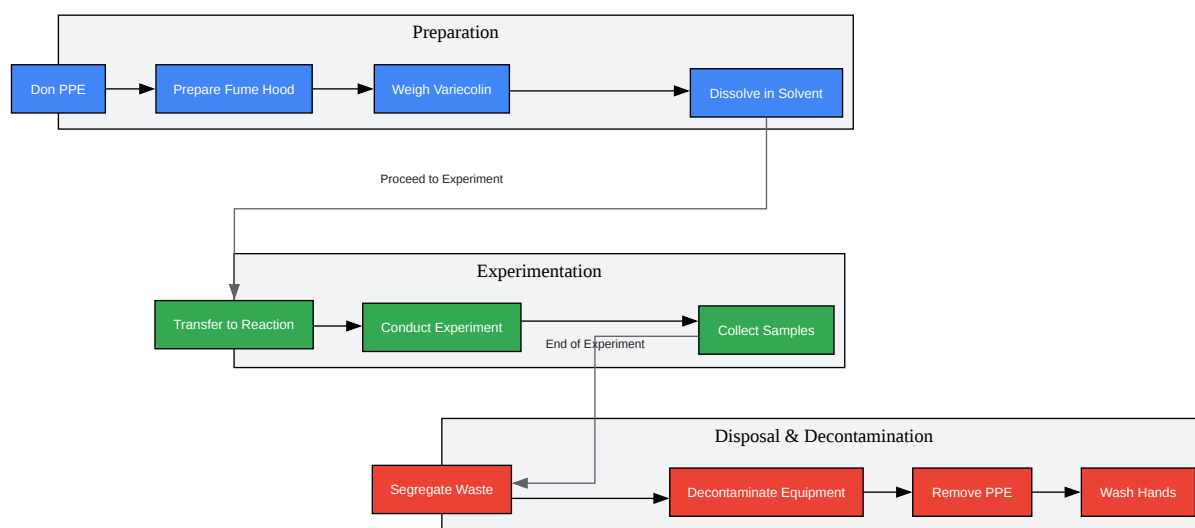 Preparation
Don PPE
Prepare Fume Hood
Weigh Variecolin
Dissolve in Solvent
Proceed to Experiment
Experimentation
Transfer to Reaction
Conduct Experiment
Collect Samples
End of Experiment
Disposal & Decontamination
Segregate Waste
Decontaminate Equipment
Remove PPE
Wash Hands